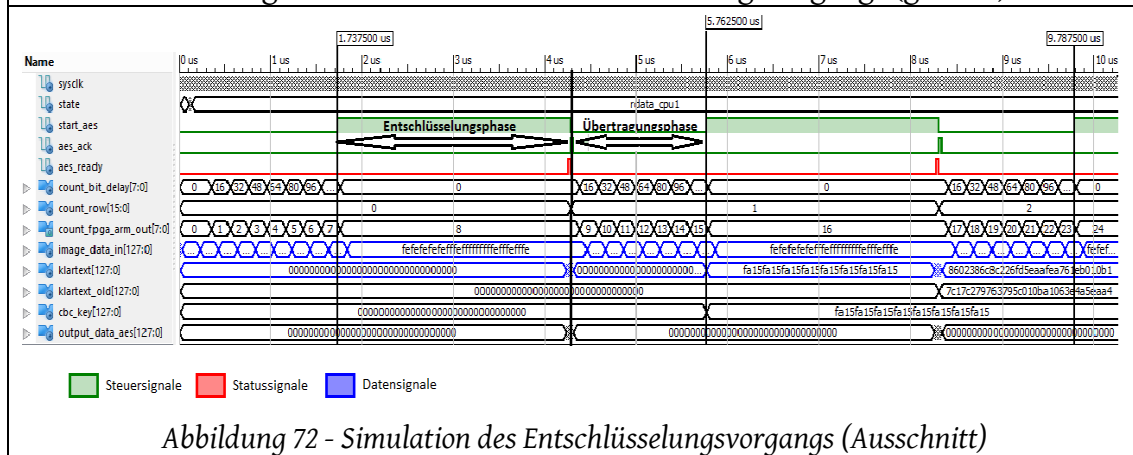 5.762500 us
1.737500 us 9.787500 us
Name 0 us 1 us 2 us 3 us 4 us 5 us 6 us 7 us 8 us 9 us 10 us
sysclk
state rdata_cpu1
start_aes Entschlüsselungsphase Übertragungsphase
aes_ack
aes_ready
count_bit_delay[7:0] 0 16 32 48 64 80 96 ... 0 16 32 48 64 80 96 ... 0 16 32 48 64 80 96 ... 0
count_row[15:0] 0 1 2
count_fpga_arm_out[7:0] 0 1 2 3 4 5 6 7 8 9 10 11 12 13 14 15 16 17 18 19 20 21 22 23 24
image_data_in[127:0] ... ... ... ... ... ... ... fefefefefffefffffffffefffefffe ... ... ... ... ... ... ... fefefefefffefffffffffefffefffe ... ... ... ... ... ... ... fefef...
klartext[127:0] 00000000000000000000000000000000 00000000000000000000000... fa15fa15fa15fa15fa15fa15fa15fa15
klartext_old[127:0] 00000000000000000000000000000000
cbc_key[127:0] 00000000000000000000000000000000 fa15fa15fa15fa15fa15fa15fa15fa15
output_data_aes[127:0] 00000000000000000000000000000000 00000000000000000000000000000000 00000000000000000000000000000000
Steuersignale Statussignale Datensignale
Abbildung 72 - Simulation des Entschlüsselungsvorgangs (Ausschnitt)